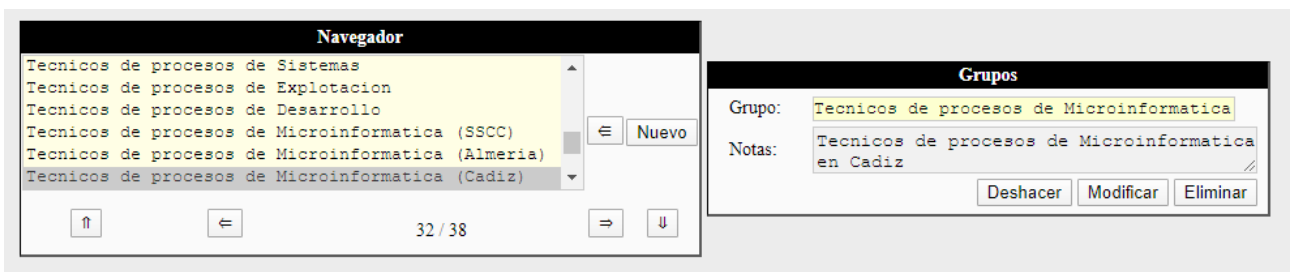 Navegador
Tecnicos de procesos de Sistemas
Tecnicos de procesos de Explotacion
Tecnicos de procesos de Desarrollo
Tecnicos de procesos de Microinformatica (SSCC)
Tecnicos de procesos de Microinformatica (Almeria)
Tecnicos de procesos de Microinformatica (Cadiz)
⋲ Nuevo
⇑ ⇐ 32 / 38 ⇒ ⇓
Grupos
Grupo: Tecnicos de procesos de Microinformatica
Notas: Tecnicos de procesos de Microinformatica
en Cadiz
Deshacer Modificar Eliminar